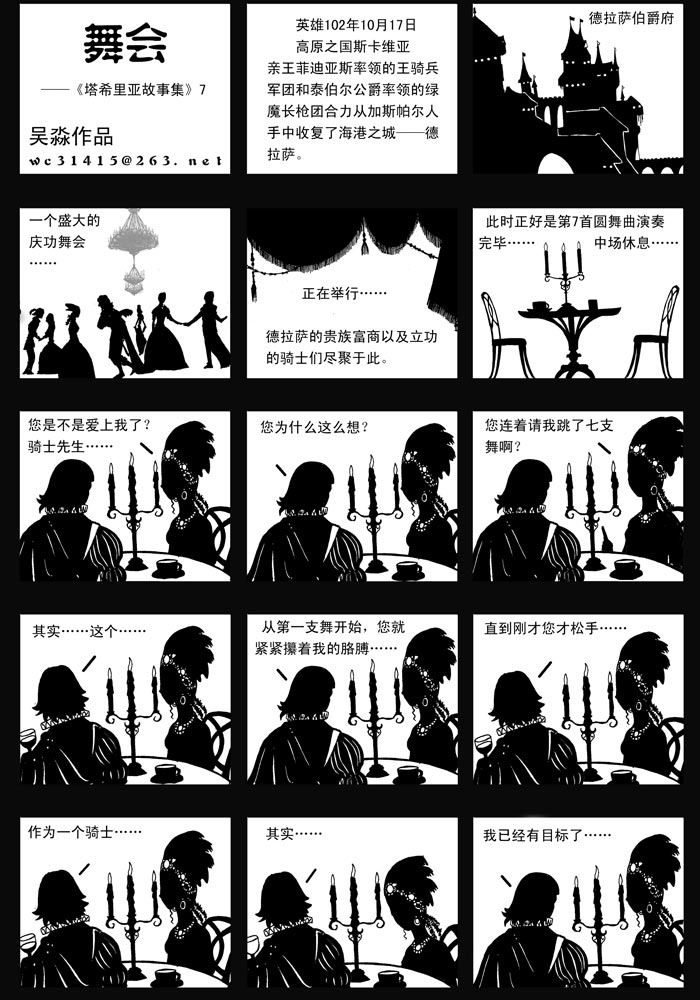 舞会
——《塔希里亚故事集》7
吴淼作品
wc31415@263.net
英雄102年10月17日
高原之国斯卡维亚
亲王菲迪亚斯率领的王骑兵
军团和泰伯尔公爵率领的绿
魔长枪团合力从加斯帕尔人
手中收复了海港之城——德
拉萨。
德拉萨伯爵府
一个盛大的
庆功舞会
……
正在举行……
德拉萨的贵族富商以及立功
的骑士们尽聚于此。
此时正好是第7首圆舞曲演奏
完毕…… 中场休息……
您是不是爱上我了?
骑士先生……
您为什么这么想?
您连着请我跳了七支
舞啊?
其实……这个……
从第一支舞开始，您就
紧紧攥着我的胳膊……
直到刚才您才松手……
作为一个骑士……
其实……
我已经有目标了……